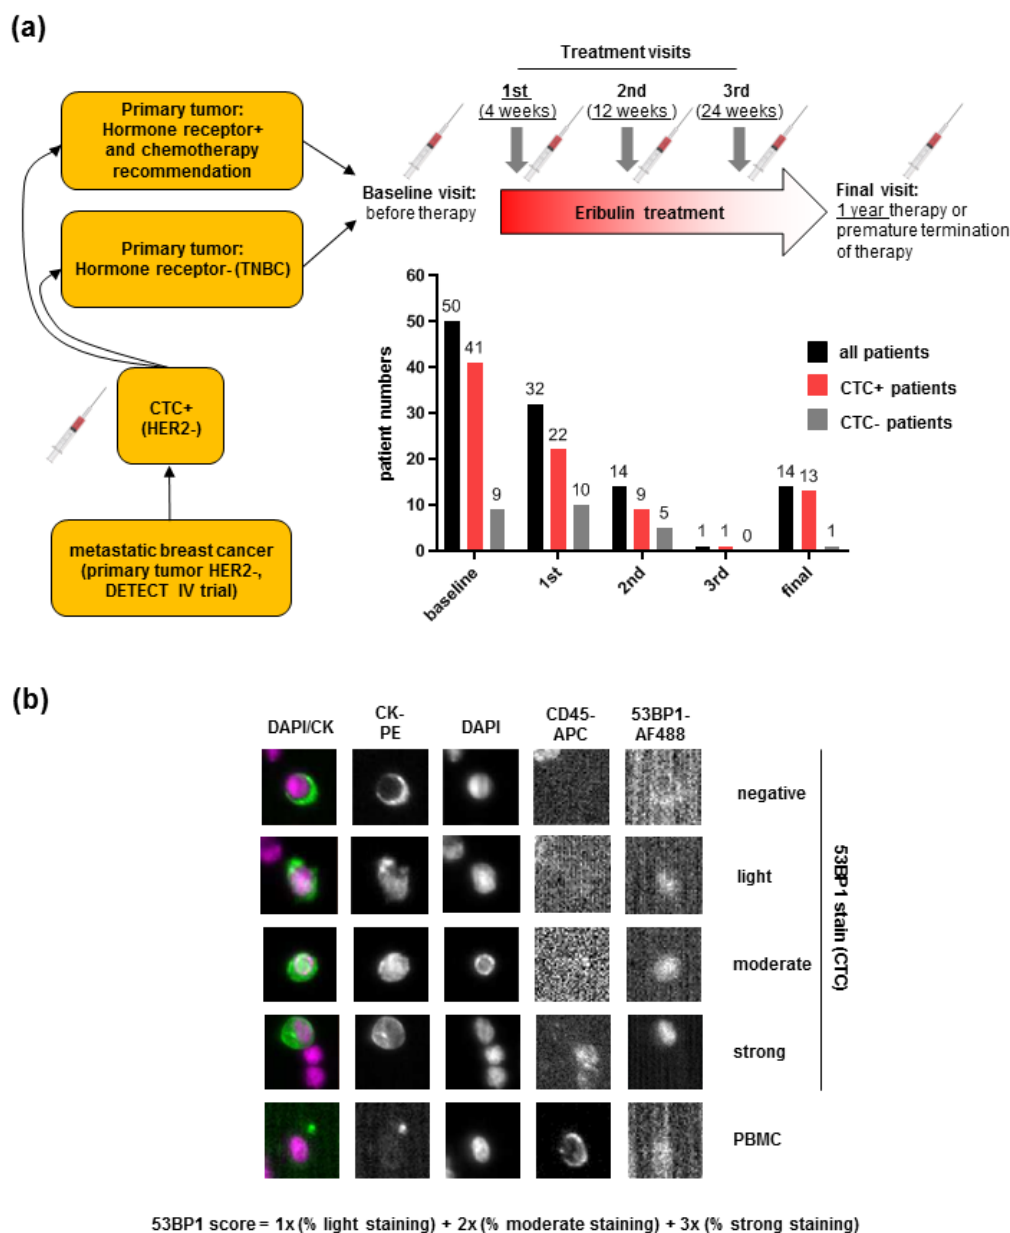 (a)
Treatment visits
1st
(4 weeks)
2nd
(12 weeks)
3rd
(24 weeks)
Primary tumor:
Hormone receptor+
and chemotherapy
recommendation
Primary tumor:
Hormone receptor- (TNBC)
CTC+
(HER2-)
metastatic breast cancer
(primary tumor HER2-,
DETECT IV trial)
Baseline visit:
before therapy
Eribulin treatment
Final visit:
1 year therapy or
premature termination
of therapy
patient numbers
60
50
40
30
20
10
0
50
41
9
32
22
10
14
9
5
1
1
0
14
13
1
baseline
1st
2nd
3rd
final
all patients
CTC+ patients
CTC- patients
(b)
DAPI/CK
CK-
PE
DAPI
CD45-
APC
53BP1-
AF488
negative
light
moderate
strong
PBMC
53BP1 stain (CTC)
53BP1 score = 1x (% light staining) + 2x (% moderate staining) + 3x (% strong staining)